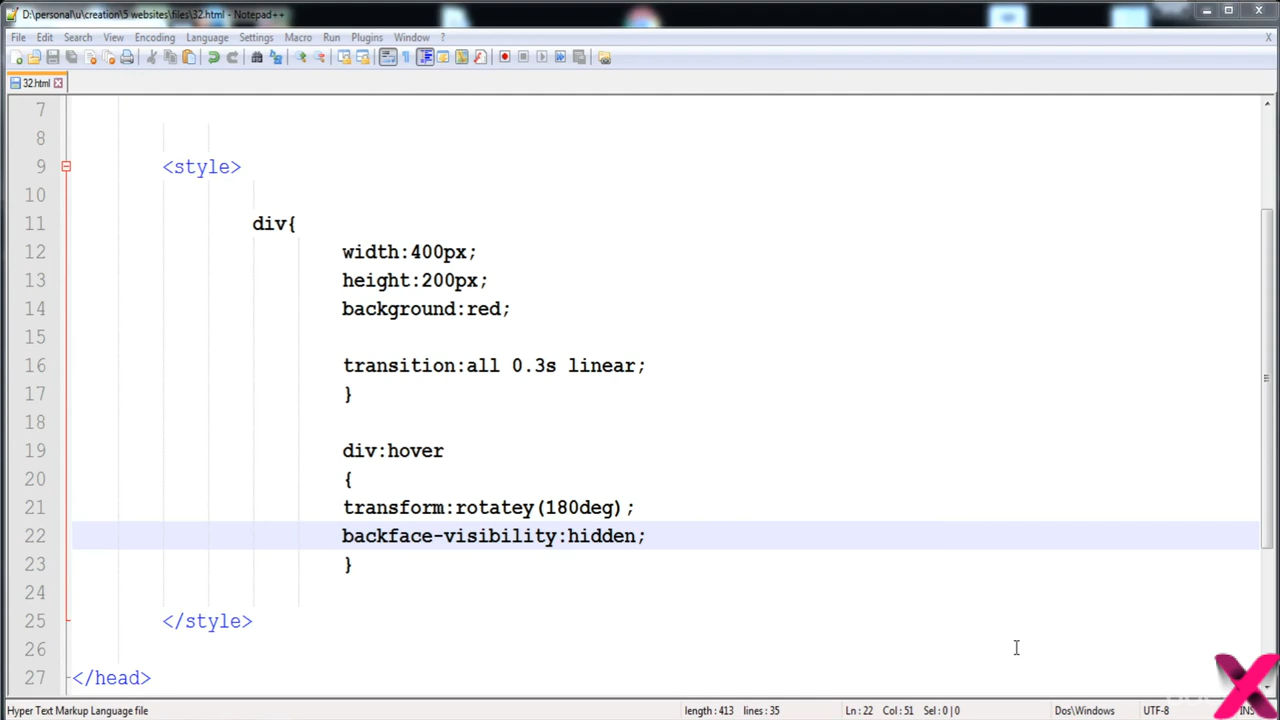 D:\personal\u\creation\5 websites\files\32.html - Notepad++
File Edit Search View Encoding Language Settings Macro Run Plugins Window ? X
32.html
7
8
9 <style>
10
11 div{
12 width:400px;
13 height:200px;
14 background:red;
15
16 transition:all 0.3s linear;
17 }
18
19 div:hover
20 {
21 transform:rotatey(180deg);
22 backface-visibility:hidden;
23 }
24
25 </style>
26
27 </head>
Hyper Text Markup Language file length:413 lines:35 Ln:22 Col:51 Sel:0|0 Dos\Windows UTF-8 INS